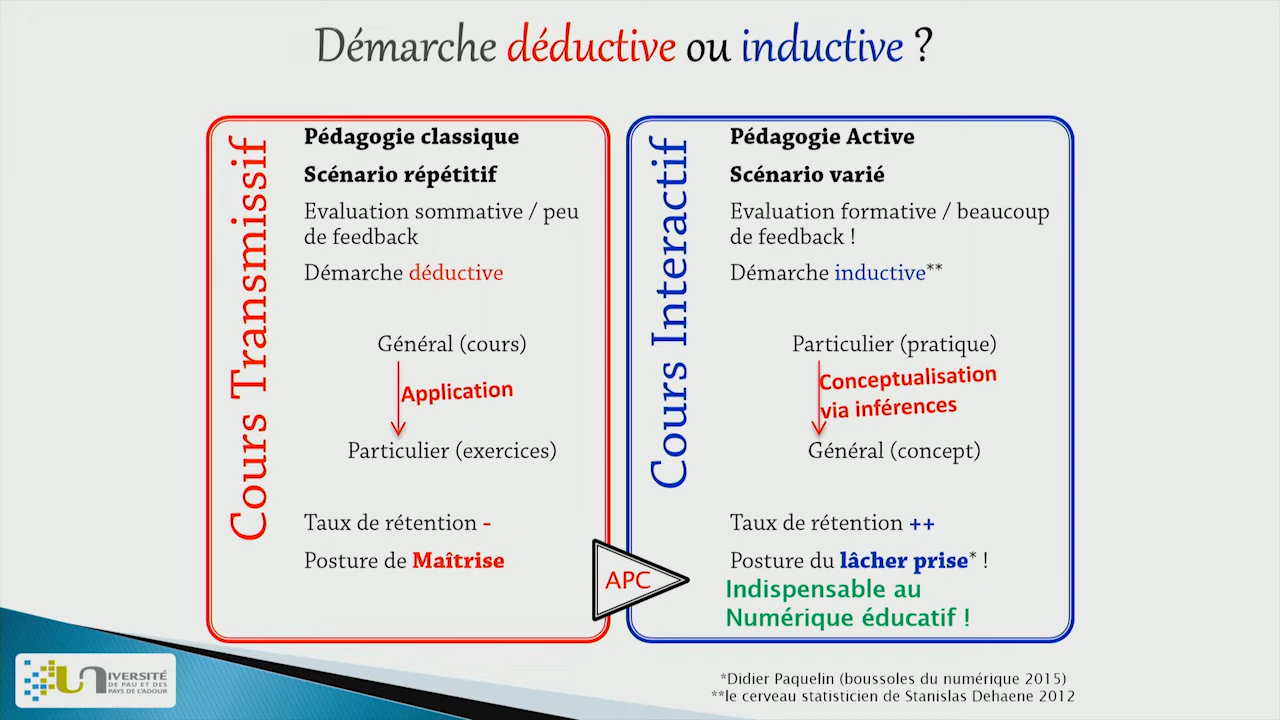 Démarche déductive ou inductive ?
Cours Transmissif
Pédagogie classique
Scénario répétitif
Evaluation sommative / peu
de feedback
Démarche déductive
Général (cours)
Application
Particulier (exercices)
Taux de rétention -
Posture de Maîtrise
APC
Cours Interactif
Pédagogie Active
Scénario varié
Evaluation formative / beaucoup
de feedback !
Démarche inductive**
Particulier (pratique)
Conceptualisation
via inférences
Général (concept)
Taux de rétention ++
Posture du lâcher prise* !
Indispensable au
Numérique éducatif !
UNIVERSITÉ
DE PAU ET DES
PAYS DE L'ADOUR
*Didier Paquelin (boussoles du numérique 2015)
**le cerveau statisticien de Stanislas Dehaene 2012